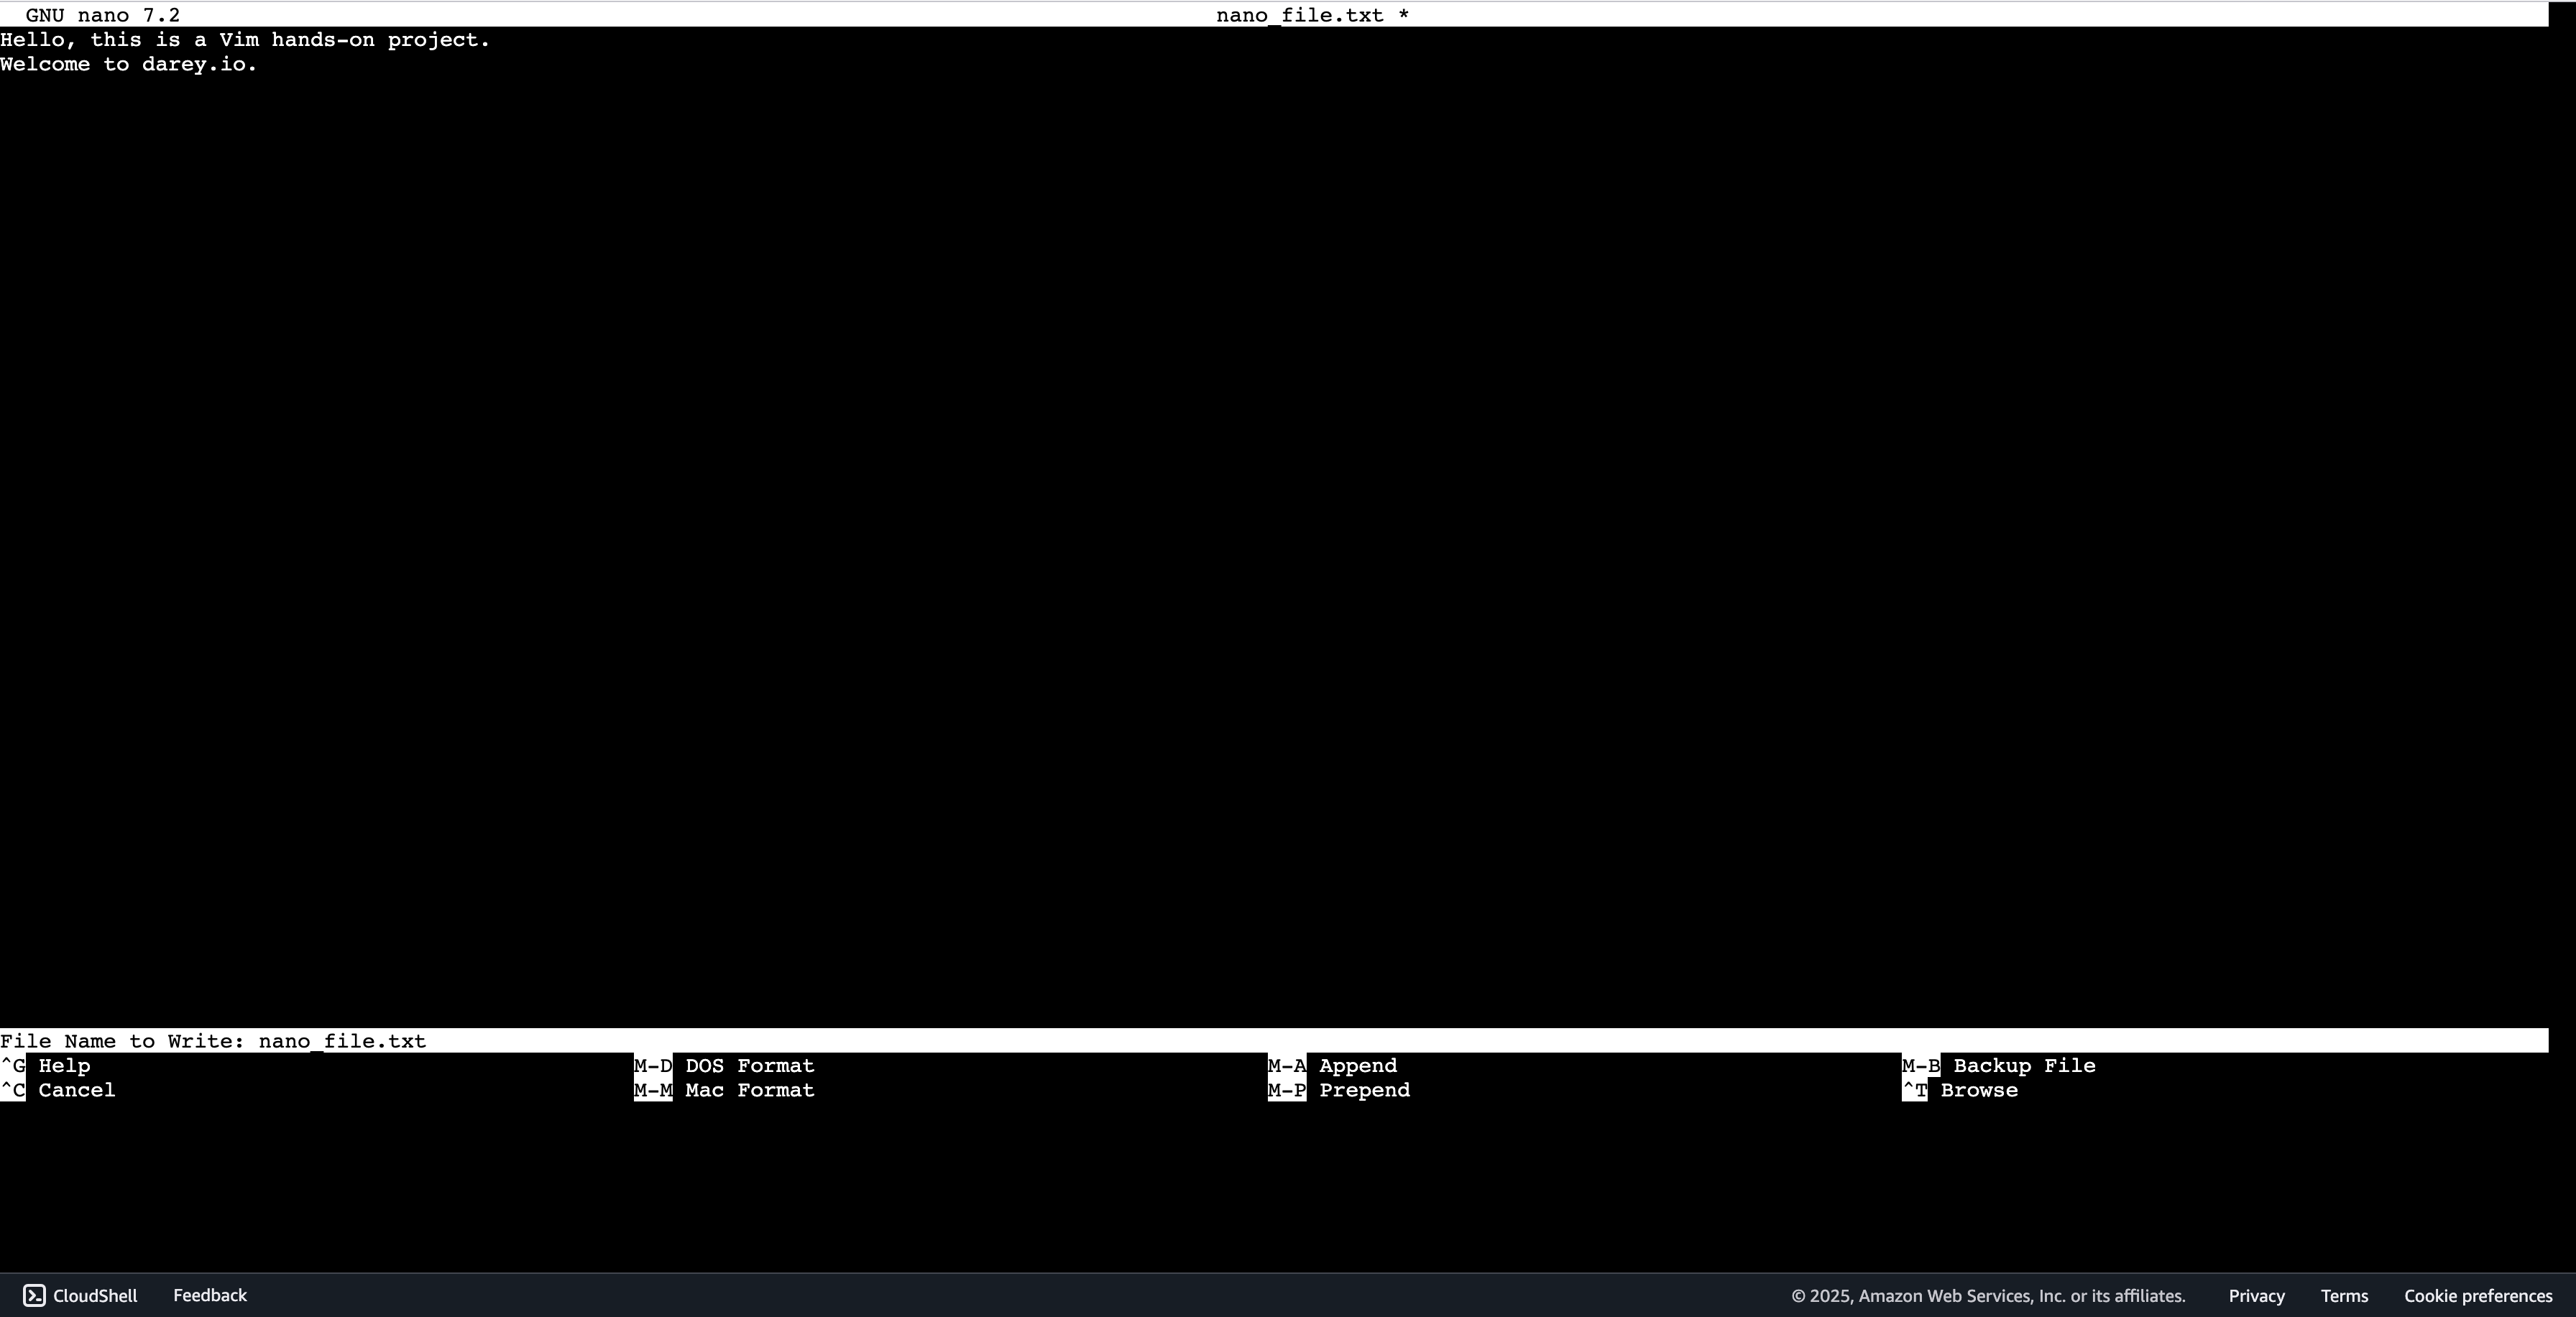 GNU nano 7.2 nano_file.txt *
Hello, this is a Vim hands-on project.
Welcome to darey.io.
File Name to Write: nano_file.txt
^G Help M-D DOS Format M-A Append M-B Backup File
^C Cancel M-M Mac Format M-P Prepend ^T Browse
CloudShell Feedback © 2025, Amazon Web Services, Inc. or its affiliates. Privacy Terms Cookie preferences